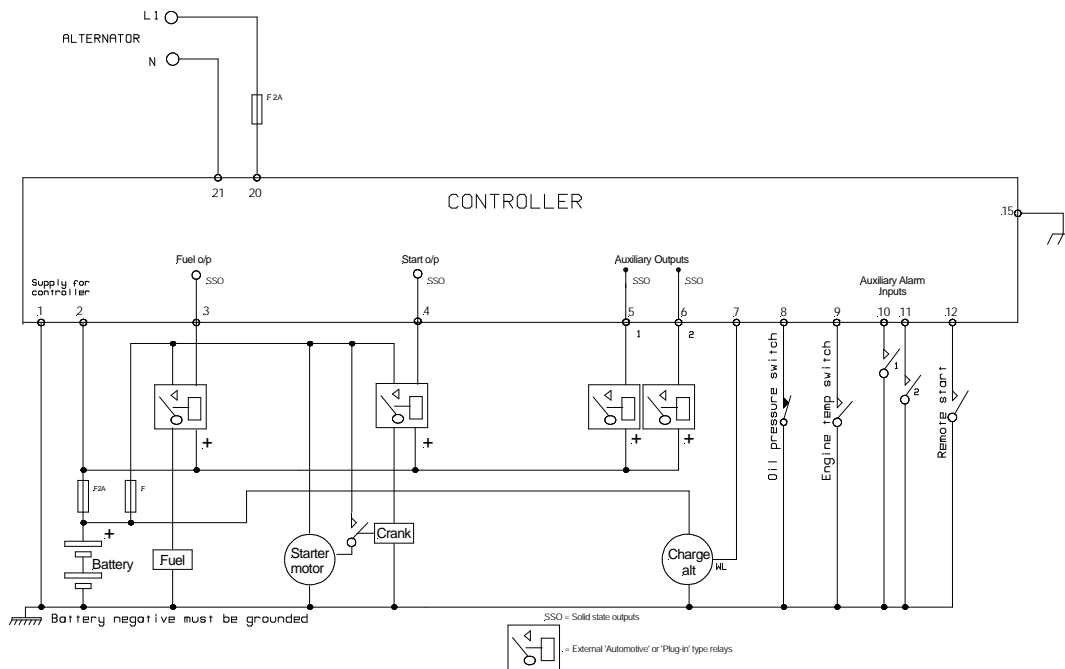 L1
ALTERNATOR
N
F 2A
21
20
CONTROLLER
.15
Fuel o/p
.SSO
Start o/p
.SSO
Auxiliary Outputs
.SSO
.SSO
Auxiliary Alarm
.Inputs
Supply for
controller
.1
.2
.3
.4
.5
1
.6
2
.7
.8
.9
.10
.11
.12
Oil pressure switch
Engine temp switch
1
2
Remote start
+
+
+
+
.F2A
.F
+
Battery
Fuel
Starter
motor
Crank
Charge
.alt
WL
Battery negative must be grounded
.SSO = Solid state outputs
. = External 'Automotive' or 'Plug-in' type relays